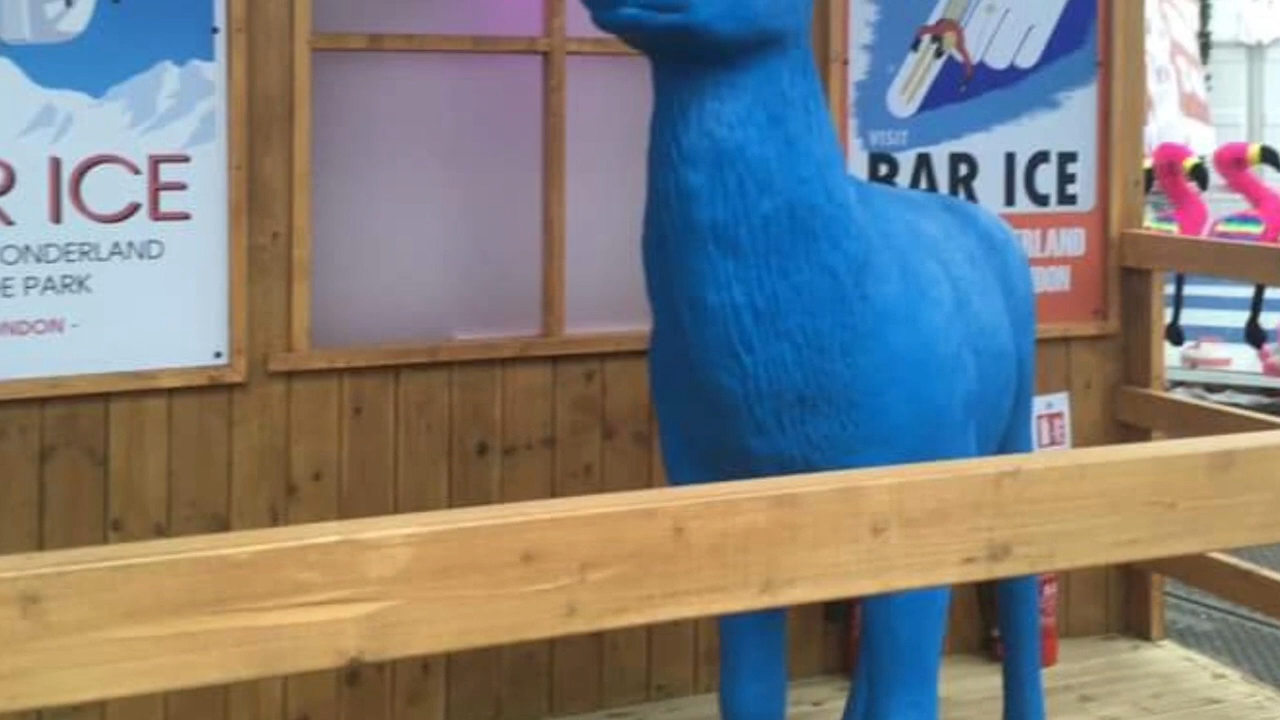 R ICE
ONDERLAND
E PARK
ONDON -
VISIT
BAR ICE
RLAND
DON